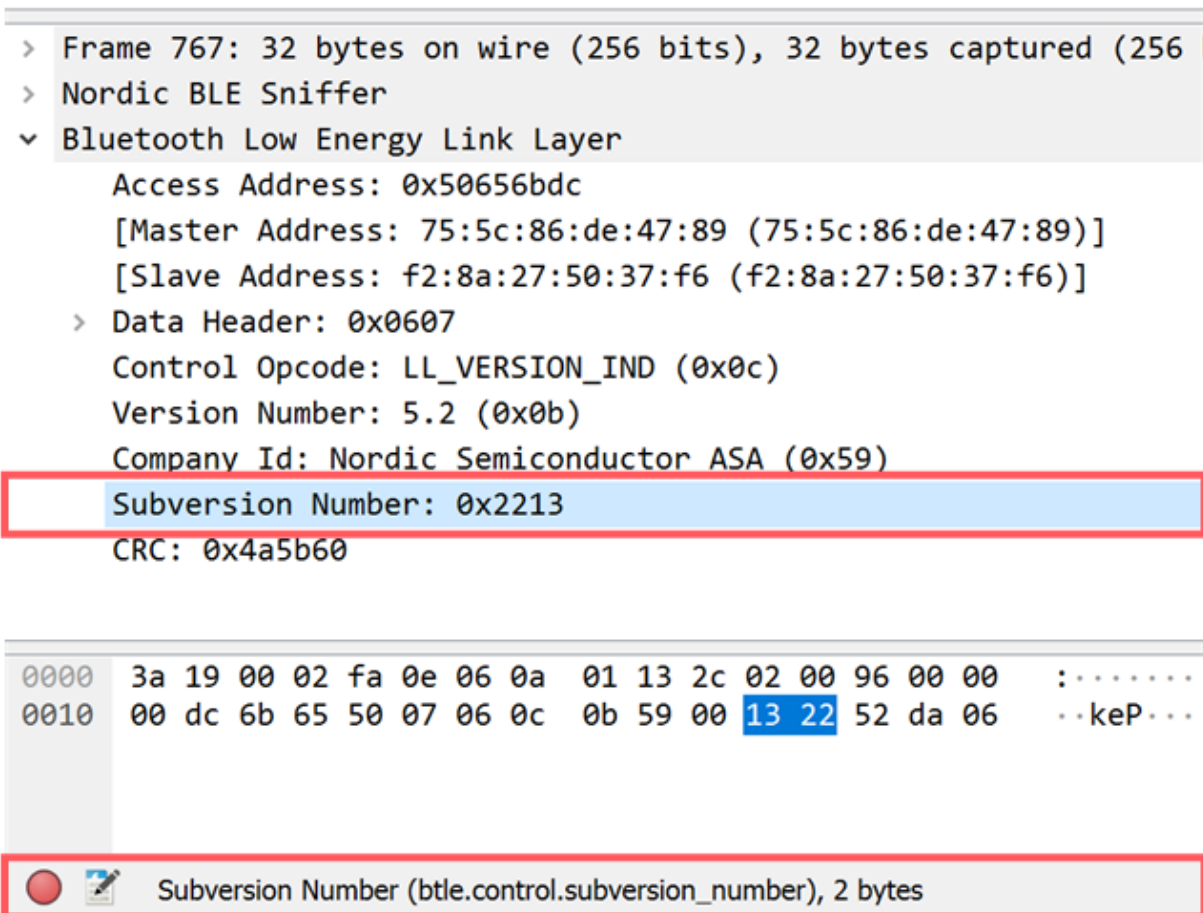 > Frame 767: 32 bytes on wire (256 bits), 32 bytes captured (256
> Nordic BLE Sniffer
Bluetooth Low Energy Link Layer
Access Address: 0x50656bdc
[Master Address: 75:5c:86:de:47:89 (75:5c:86:de:47:89)]
[Slave Address: f2:8a:27:50:37:f6 (f2:8a:27:50:37:f6)]
> Data Header: 0x0607
Control Opcode: LL_VERSION_IND (0x0c)
Version Number: 5.2 (0x0b)
Company Id: Nordic Semiconductor ASA (0x59)
Subversion Number: 0x2213
CRC: 0x4a5b60
0000 3a 19 00 02 fa 0e 06 0a 01 13 2c 02 00 96 00 00 :·······
0010 00 dc 6b 65 50 07 06 0c 0b 59 00 13 22 52 da 06 ··keP···
Subversion Number (btle.control.subversion_number), 2 bytes